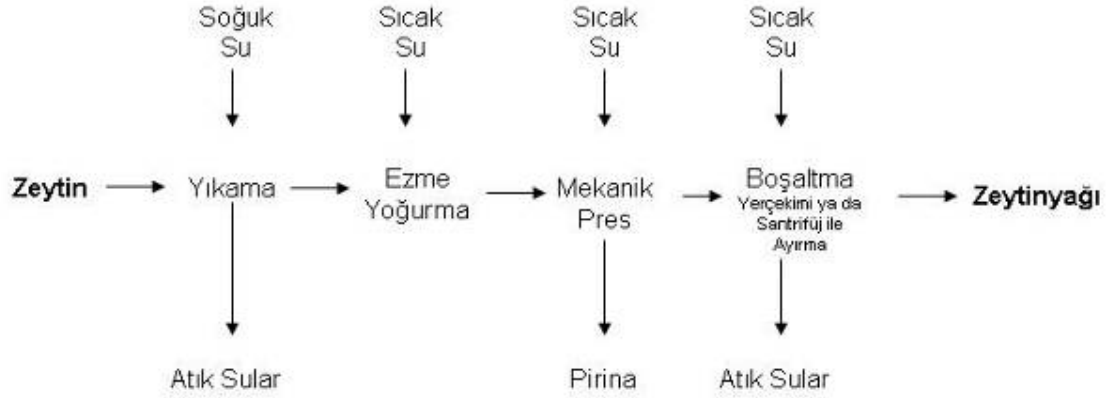 Soğuk
Su
Sıcak
Su
Sıcak
Su
Sıcak
Su
Zeytin
Yıkama
Ezme
Yoğurma
Mekanik
Pres
Boşaltma
Yerçekimi ya da
Santrifüj ile
Ayırma
Zeytinyağı
Atık Sular
Pirina
Atık Sular